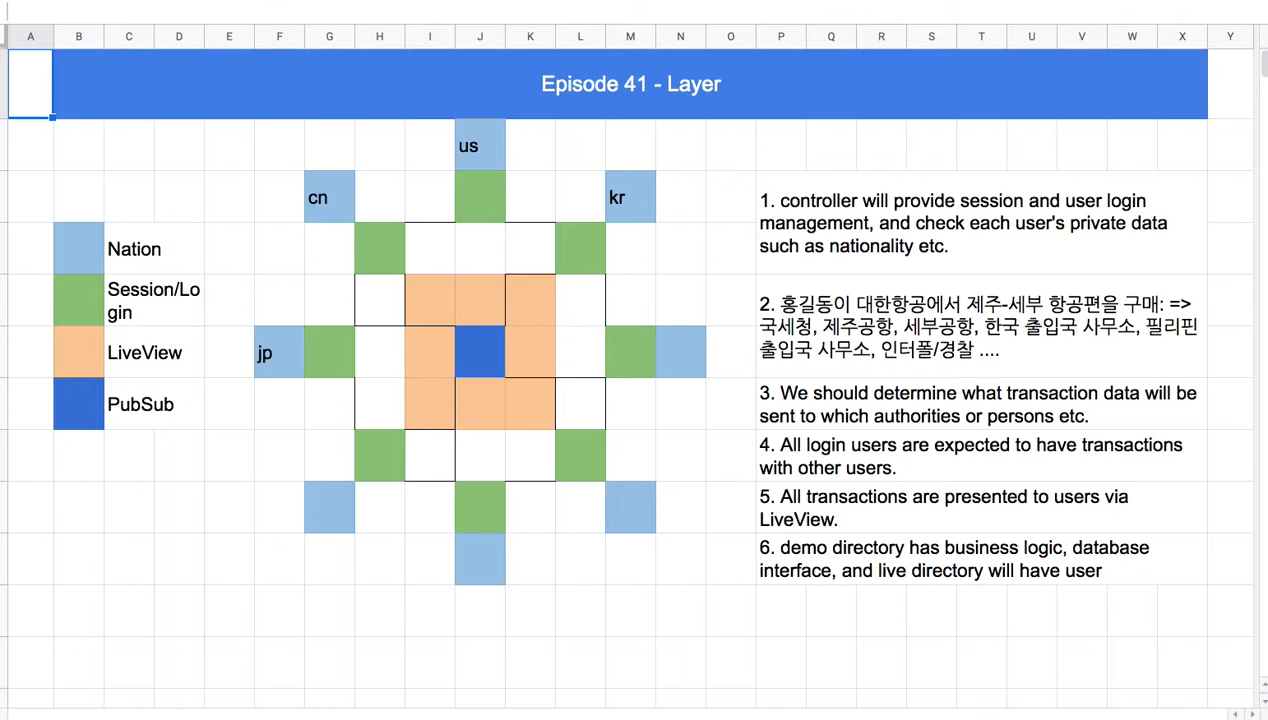 A B C D E F G H I J K L M N O P Q R S T U V W X Y
Episode 41 - Layer
us
cn
kr
jp
Nation
Session/Lo
gin
LiveView
PubSub
1. controller will provide session and user login
management, and check each user's private data
such as nationality etc.
2. 홍길동이 대한항공에서 제주-세부 항공편을 구매: =>
국세청, 제주공항, 세부공항, 한국 출입국 사무소, 필리핀
출입국 사무소, 인터폴/경찰 ....
3. We should determine what transaction data will be
sent to which authorities or persons etc.
4. All login users are expected to have transactions
with other users.
5. All transactions are presented to users via
LiveView.
6. demo directory has business logic, database
interface, and live directory will have user